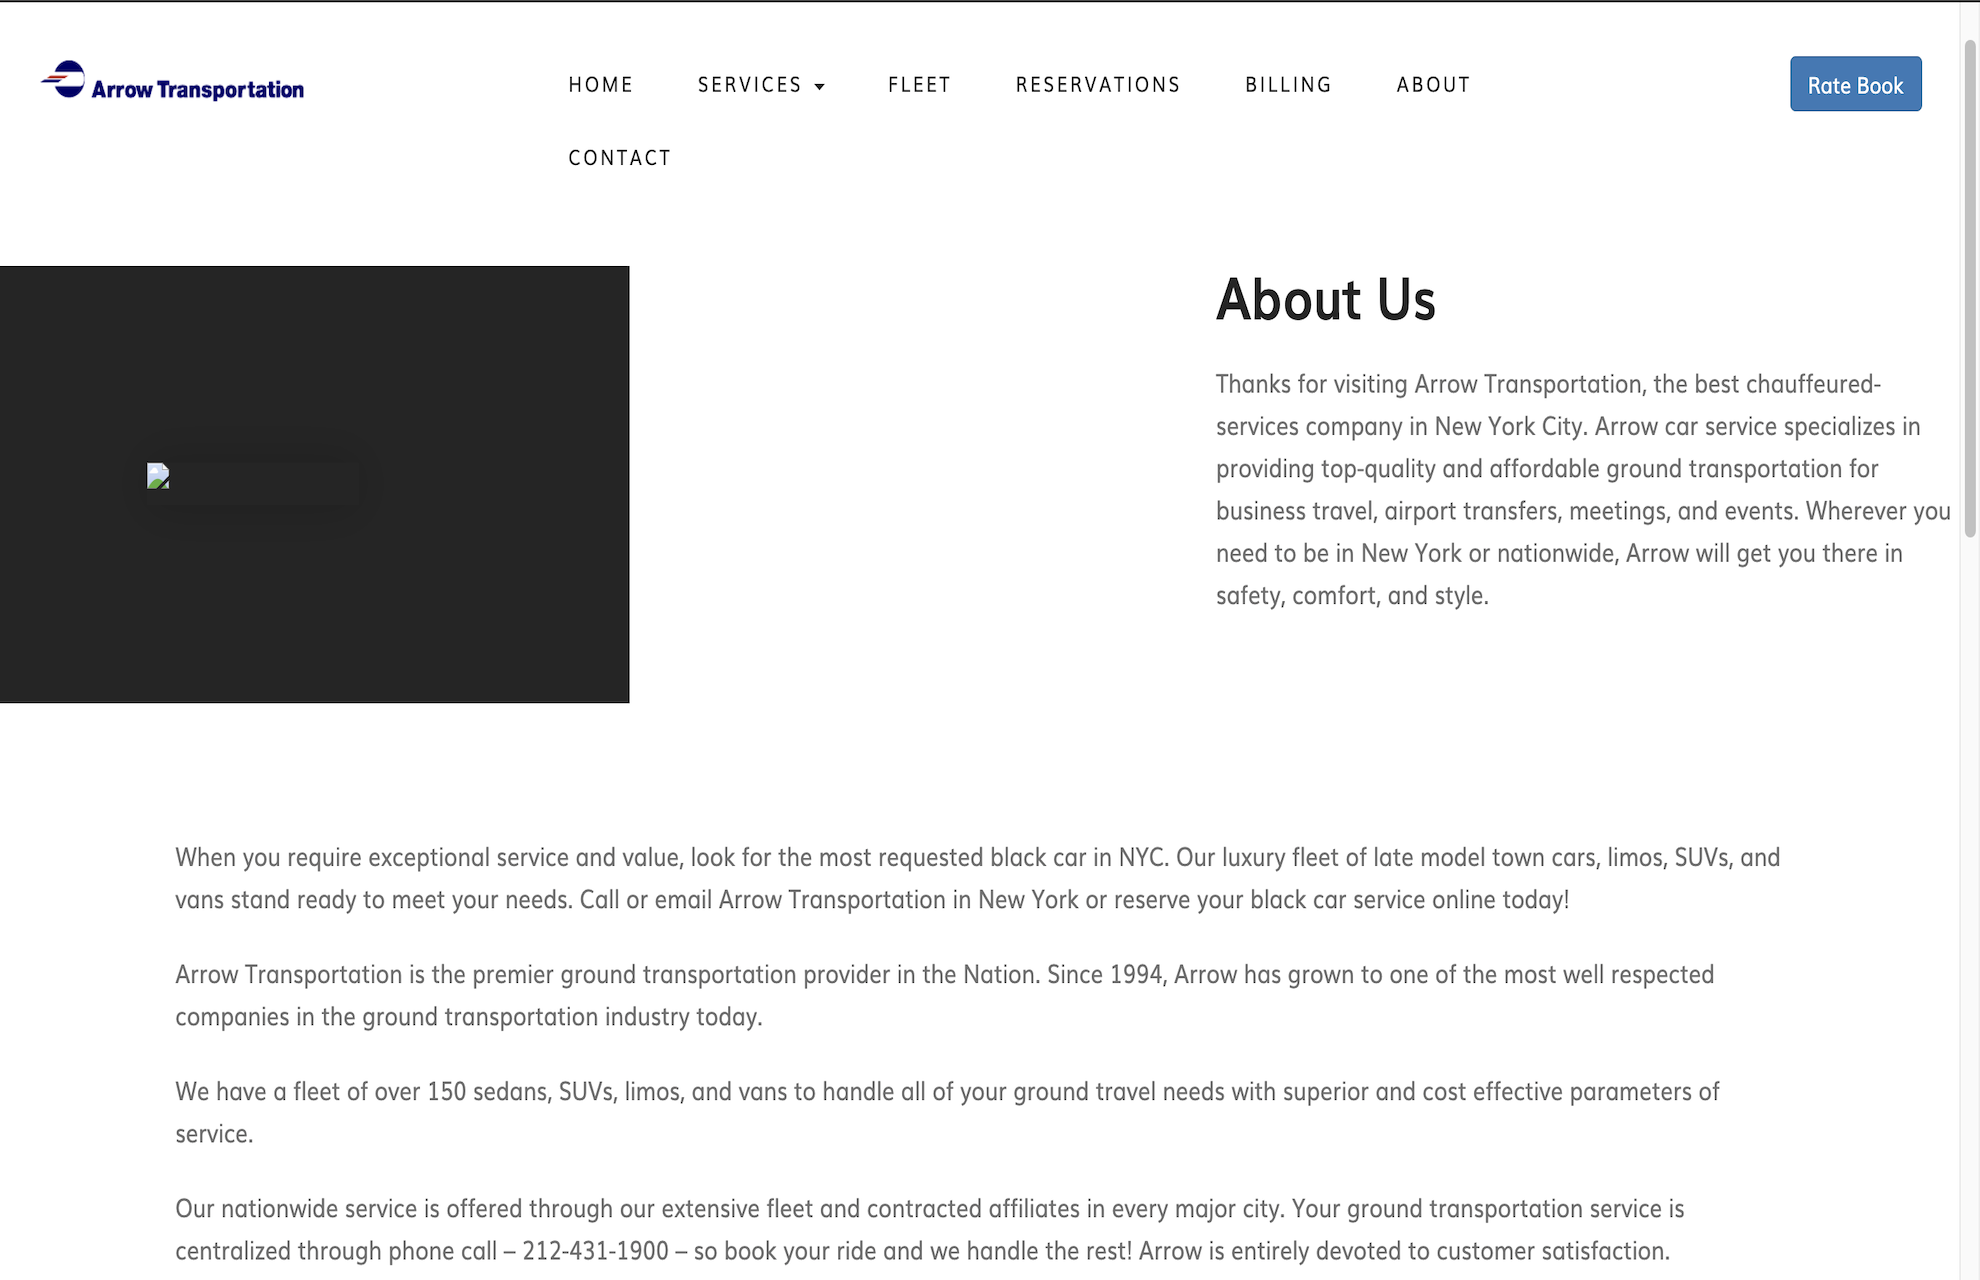 Arrow Transportation
HOME SERVICES FLEET RESERVATIONS BILLING ABOUT
CONTACT
Rate Book
About Us
Thanks for visiting Arrow Transportation, the best chauffeured-
services company in New York City. Arrow car service specializes in
providing top-quality and affordable ground transportation for
business travel, airport transfers, meetings, and events. Wherever you
need to be in New York or nationwide, Arrow will get you there in
safety, comfort, and style.
When you require exceptional service and value, look for the most requested black car in NYC. Our luxury fleet of late model town cars, limos, SUVs, and
vans stand ready to meet your needs. Call or email Arrow Transportation in New York or reserve your black car service online today!
Arrow Transportation is the premier ground transportation provider in the Nation. Since 1994, Arrow has grown to one of the most well respected
companies in the ground transportation industry today.
We have a fleet of over 150 sedans, SUVs, limos, and vans to handle all of your ground travel needs with superior and cost effective parameters of
service.
Our nationwide service is offered through our extensive fleet and contracted affiliates in every major city. Your ground transportation service is
centralized through phone call – 212-431-1900 – so book your ride and we handle the rest! Arrow is entirely devoted to customer satisfaction.